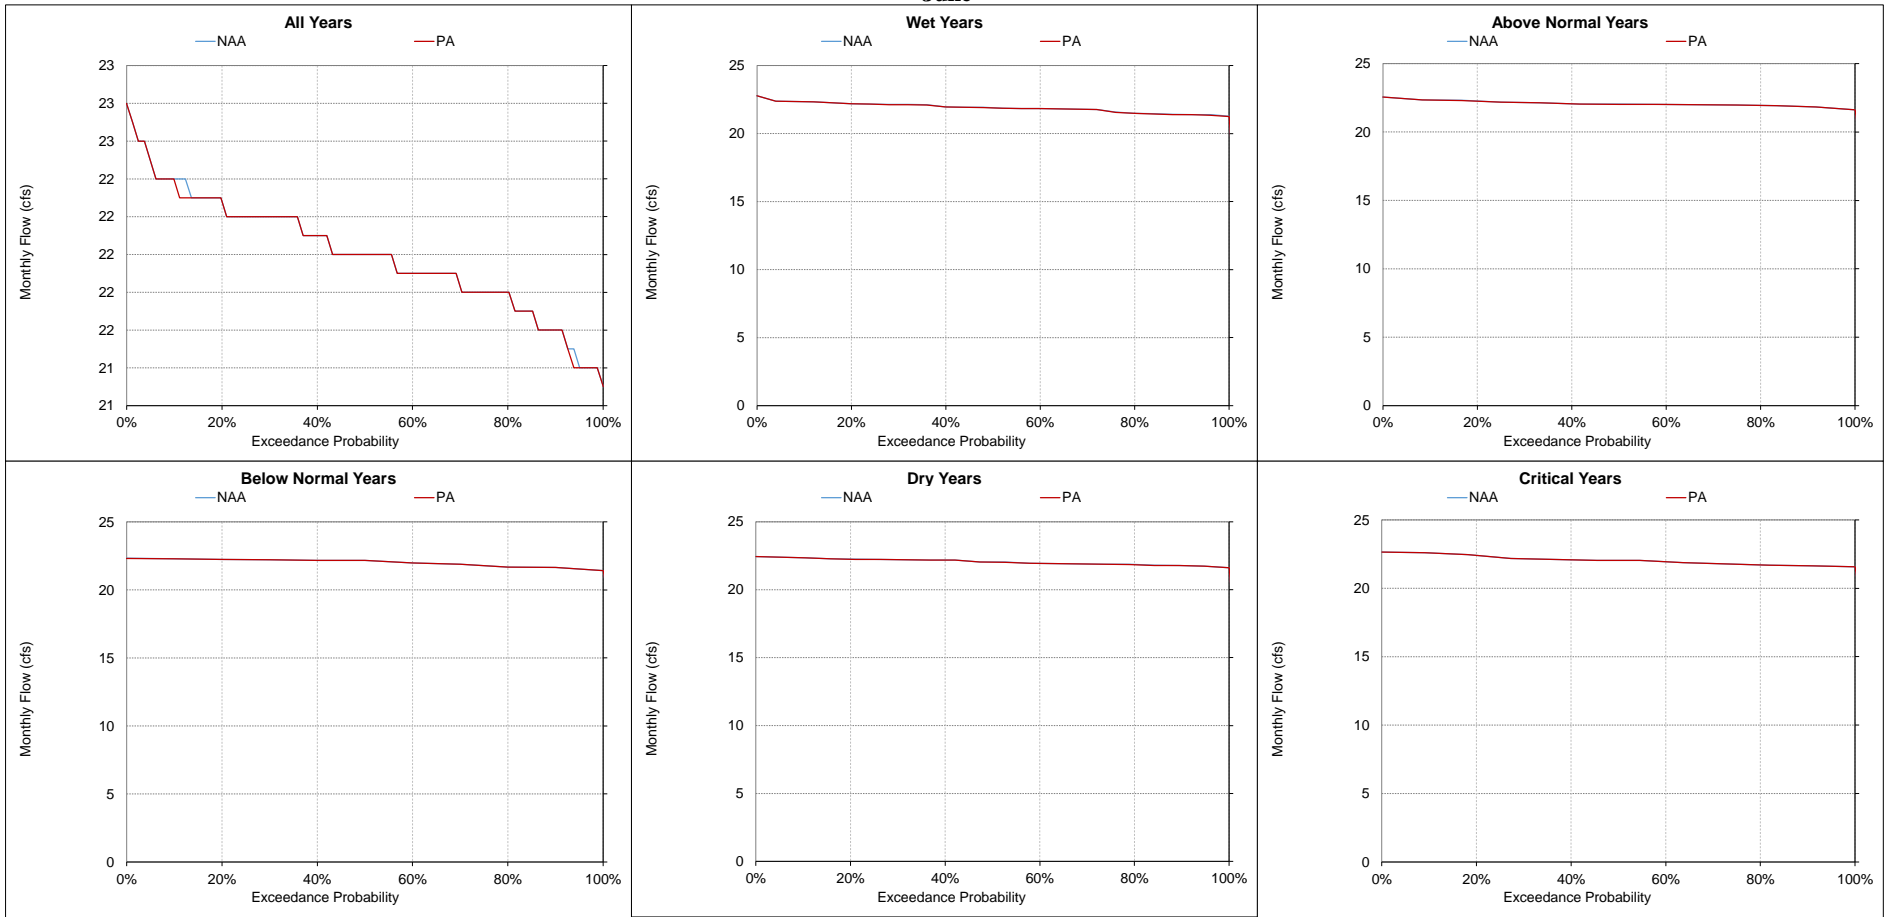 All Years
NAA PA
23
23
23
22
22
22
22
22
21
21
0% 20% 40% 60% 80% 100%
Exceedance Probability
Monthly Flow (cfs)
Wet Years
NAA PA
25
20
15
10
5
0
0% 20% 40% 60% 80% 100%
Exceedance Probability
Monthly Flow (cfs)
Above Normal Years
NAA PA
25
20
15
10
5
0
0% 20% 40% 60% 80% 100%
Exceedance Probability
Monthly Flow (cfs)
Below Normal Years
NAA PA
25
20
15
10
5
0
0% 20% 40% 60% 80% 100%
Exceedance Probability
Monthly Flow (cfs)
Dry Years
NAA PA
25
20
15
10
5
0
0% 20% 40% 60% 80% 100%
Exceedance Probability
Monthly Flow (cfs)
Critical Years
NAA PA
25
20
15
10
5
0
0% 20% 40% 60% 80% 100%
Exceedance Probability
Monthly Flow (cfs)